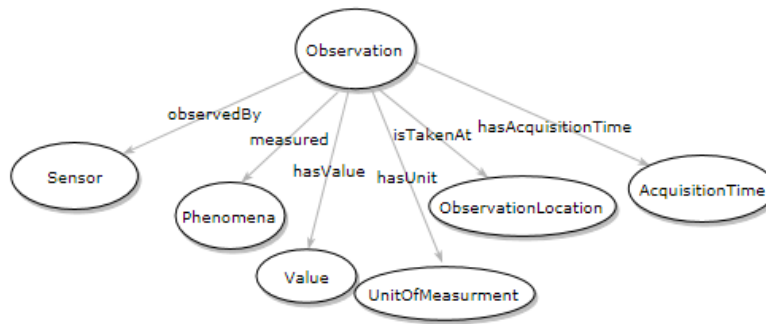 Observation
observedBy
measured
hasValue
hasUnit
isTakenAt
hasAcquisitionTime
Sensor
Phenomena
Value
UnitOfMeasurment
ObservationLocation
AcquisitionTime